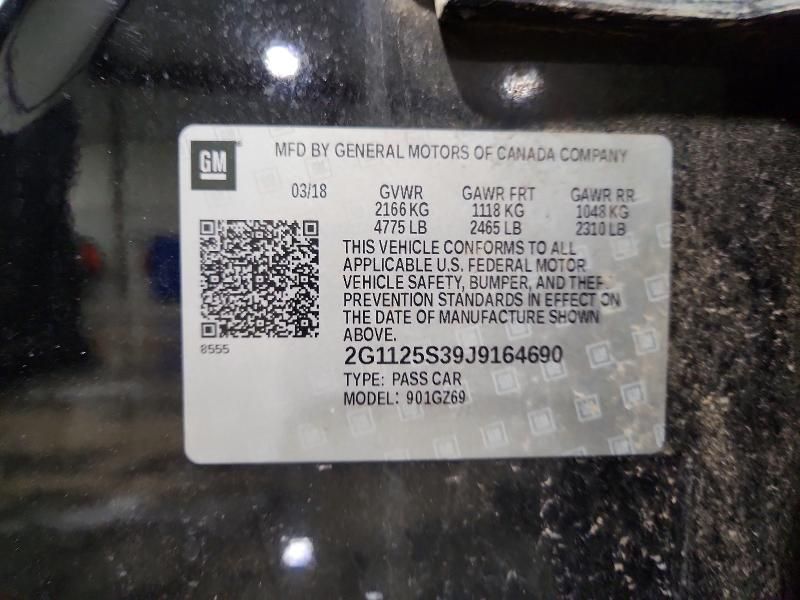 GM
MFD BY GENERAL MOTORS OF CANADA COMPANY
03/18 GVWR GAWR FRT GAWR RR
2166 KG 1118 KG 1048 KG
4775 LB 2465 LB 2310 LB
THIS VEHICLE CONFORMS TO ALL
APPLICABLE U.S. FEDERAL MOTOR
VEHICLE SAFETY, BUMPER, AND THEFT
PREVENTION STANDARDS IN EFFECT ON
THE DATE OF MANUFACTURE SHOWN
ABOVE.
8555
2G1125S39J9164690
TYPE: PASS CAR
MODEL: 901GZ69